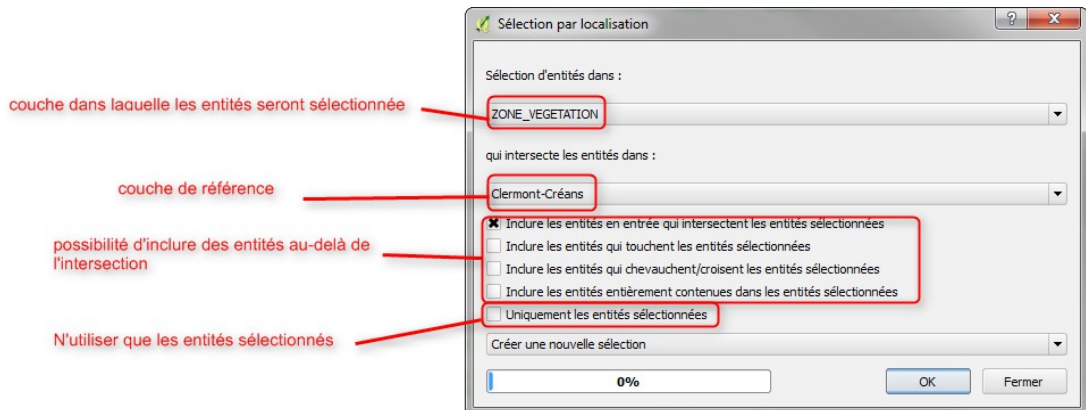 Sélection par localisation
Sélection d'entités dans :
couche dans laquelle les entités seront sélectionnée
ZONE_VEGETATION
qui intersecte les entités dans :
couche de référence
Clermont-Créans
possibilité d'inclure des entités au-delà de
l'intersection
Inclure les entités en entrée qui intersectent les entités sélectionnées
Inclure les entités qui touchent les entités sélectionnées
Inclure les entités qui chevauchent/croisent les entités sélectionnées
Inclure les entités entièrement contenues dans les entités sélectionnées
Uniquement les entités sélectionnées
N'utiliser que les entités sélectionnés
Créer une nouvelle sélection
0%
OK
Fermer